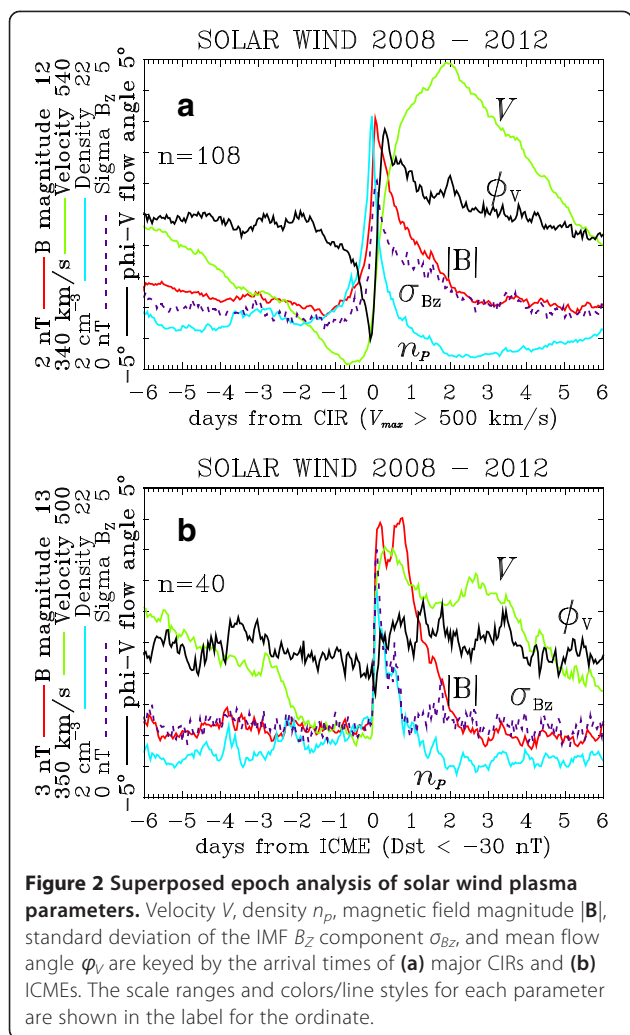 SOLAR WIND 2008 – 2012
2 nT — B magnitude 12
340 km/s — Velocity 540
2 cm⁻³ — Density 22
0 nT ---- Sigma B_Z 5
−5° — phi−V flow angle 5°
a
n=108
V
ϕ_V
|B|
σ_Bz
n_P
−6 −5 −4 −3 −2 −1 0 1 2 3 4 5 6
days from CIR (V_max > 500 km/s)
SOLAR WIND 2008 – 2012
3 nT — B magnitude 13
350 km/s — Velocity 500
2 cm⁻³ — Density 22
0 nT ---- Sigma B_Z 5
−5° — phi−V flow angle 5°
b
n=40
V
ϕ_V
|B|
σ_Bz
n_P
−6 −5 −4 −3 −2 −1 0 1 2 3 4 5 6
days from ICME (Dst < −30 nT)
Figure 2 Superposed epoch analysis of solar wind plasma
parameters. Velocity V, density n_p, magnetic field magnitude |B|,
standard deviation of the IMF B_Z component σ_Bz, and mean flow
angle φ_V are keyed by the arrival times of (a) major CIRs and (b)
ICMEs. The scale ranges and colors/line styles for each parameter
are shown in the label for the ordinate.